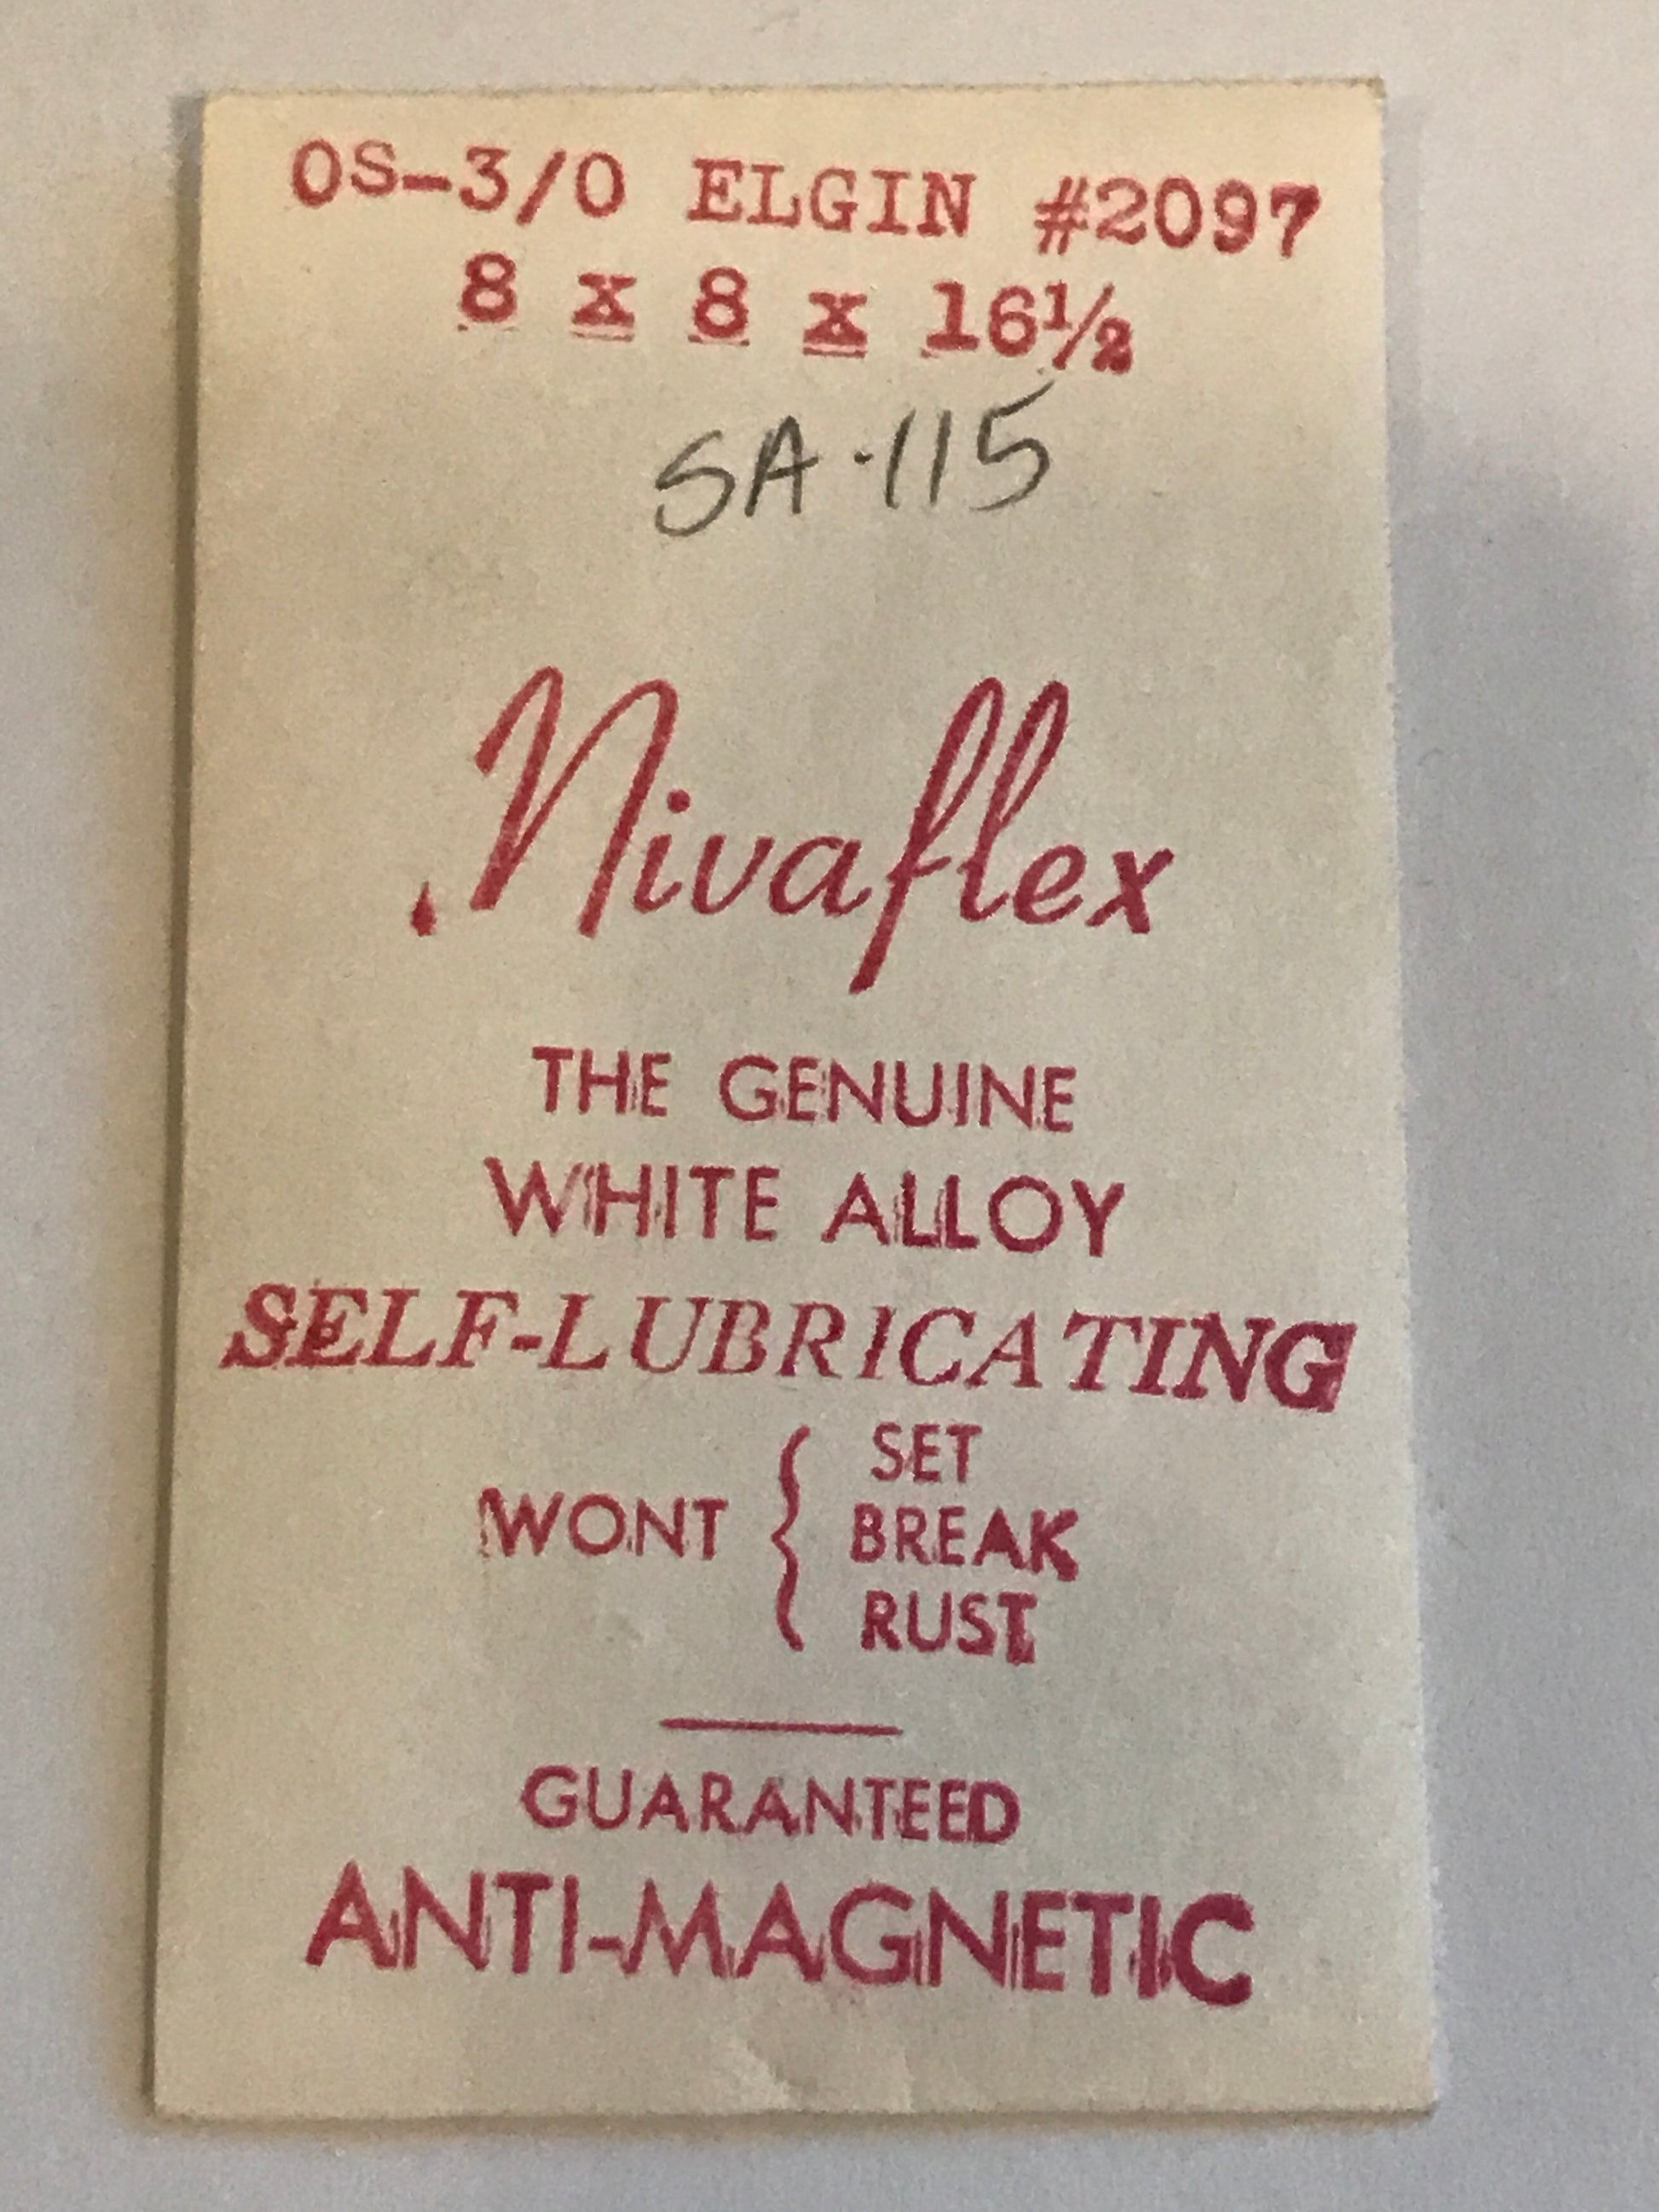 OS-3/0 ELGIN #2097
8 x 8 x 16½
SA-115
Nivaflex
THE GENUINE
WHITE ALLOY
SELF-LUBRICATING
WONT { SET
BREAK
RUST
GUARANTEED
ANTI-MAGNETIC